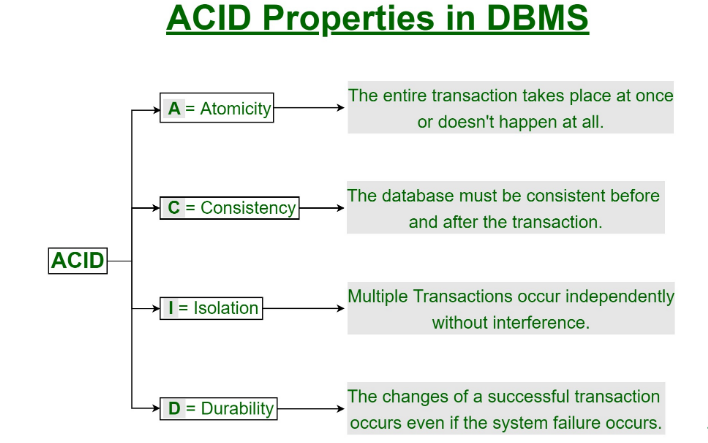 ACID Properties in DBMS
A = Atomicity
The entire transaction takes place at once
or doesn't happen at all.
C = Consistency
The database must be consistent before
and after the transaction.
ACID
I = Isolation
Multiple Transactions occur independently
without interference.
D = Durability
The changes of a successful transaction
occurs even if the system failure occurs.